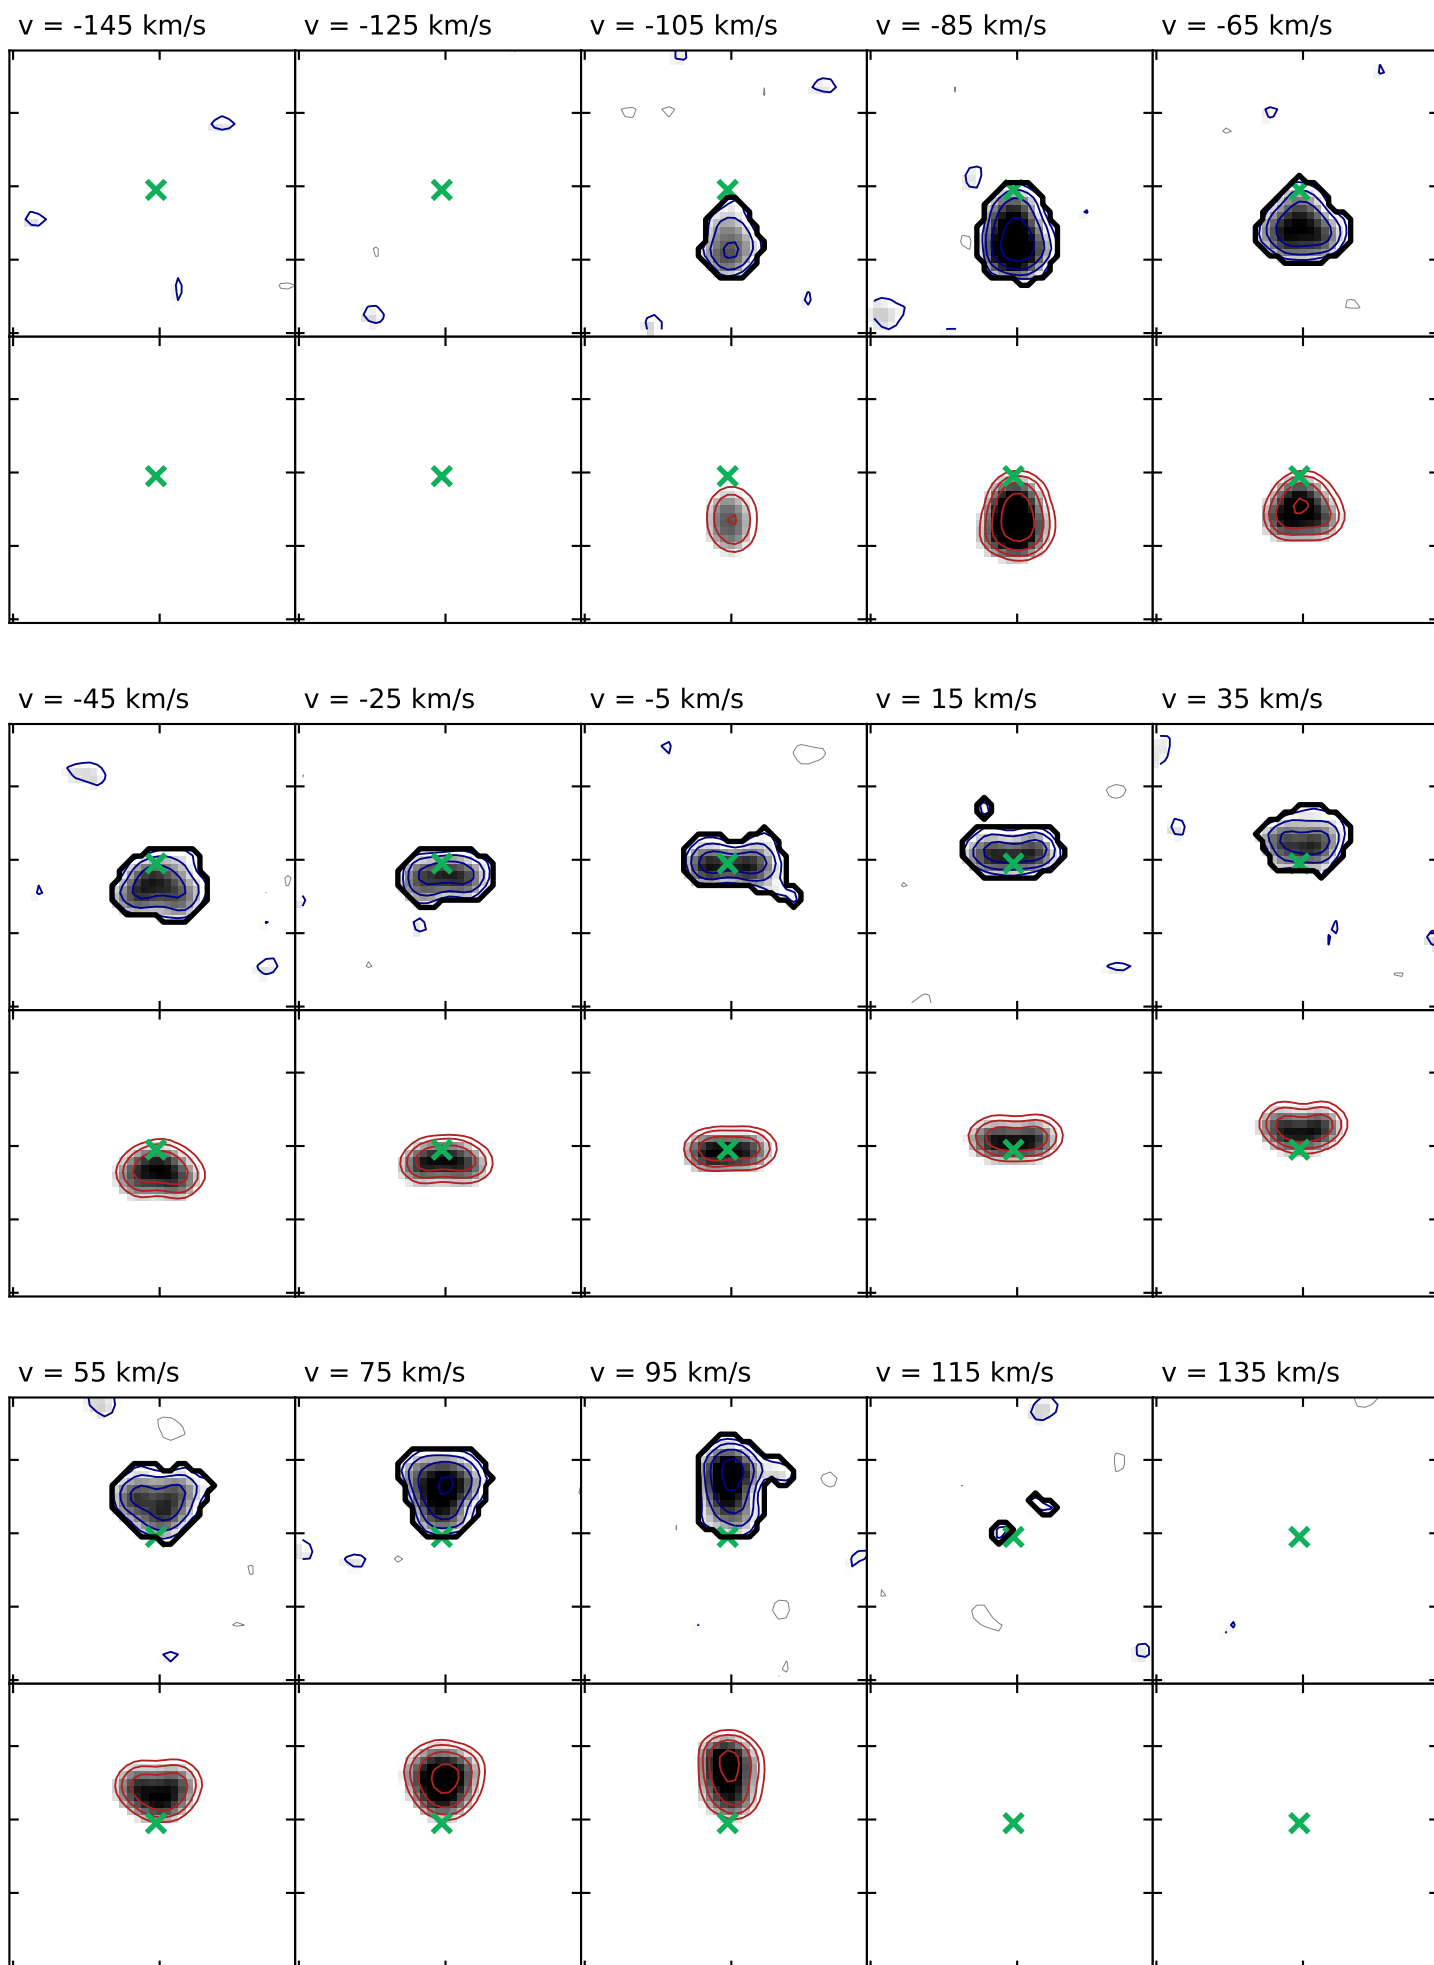 v = -145 km/s v = -125 km/s v = -105 km/s v = -85 km/s v = -65 km/s
v = -45 km/s v = -25 km/s v = -5 km/s v = 15 km/s v = 35 km/s
v = 55 km/s v = 75 km/s v = 95 km/s v = 115 km/s v = 135 km/s